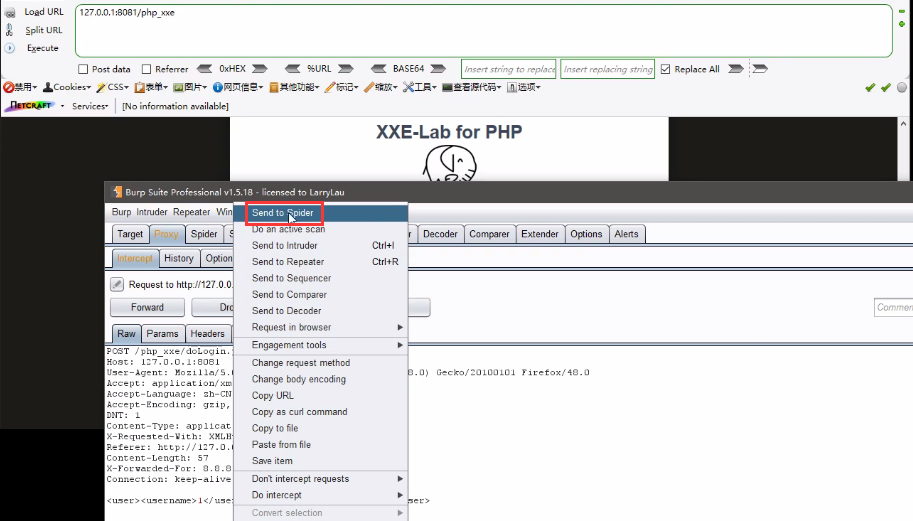 Load URL
127.0.0.1:8081/php_xxe
Split URL
Execute
Post data Referrer 0xHEX %URL BASE64 Insert string to replace Insert replacing string Replace All
禁用 Cookies CSS 表单 图片 网页信息 其他功能 标记 缩放 工具 查看源代码 选项
NETCRAFT Services [No information available]
XXE-Lab for PHP
Burp Suite Professional v1.5.18 - licensed to LarryLau
Burp Intruder Repeater Win
Target Proxy Spider Decoder Comparer Extender Options Alerts
Intercept History Option
Request to http://127.0.0.
Forward Dro Commen
Raw Params Headers
Send to Spider
Do an active scan
Send to Intruder Ctrl+I
Send to Repeater Ctrl+R
Send to Sequencer
Send to Comparer
Send to Decoder
Request in browser
Engagement tools
Change request method
Change body encoding
Copy URL
Copy as curl command
Copy to file
Paste from file
Save item
Don't intercept requests
Do intercept
Convert selection
POST /php_xxe/doLogin.
Host: 127.0.0.1:8081
User-Agent: Mozilla/5. 8.0) Gecko/20100101 Firefox/48.0
Accept: application/xm
Accept-Language: zh-CN
Accept-Encoding: gzip,
DNT: 1
Content-Type: applicat
X-Requested-With: XMLH
Referer: http://127.0.
Content-Length: 57
X-Forwarded-For: 8.8.8
Connection: keep-alive
<user><username>1</use ser>